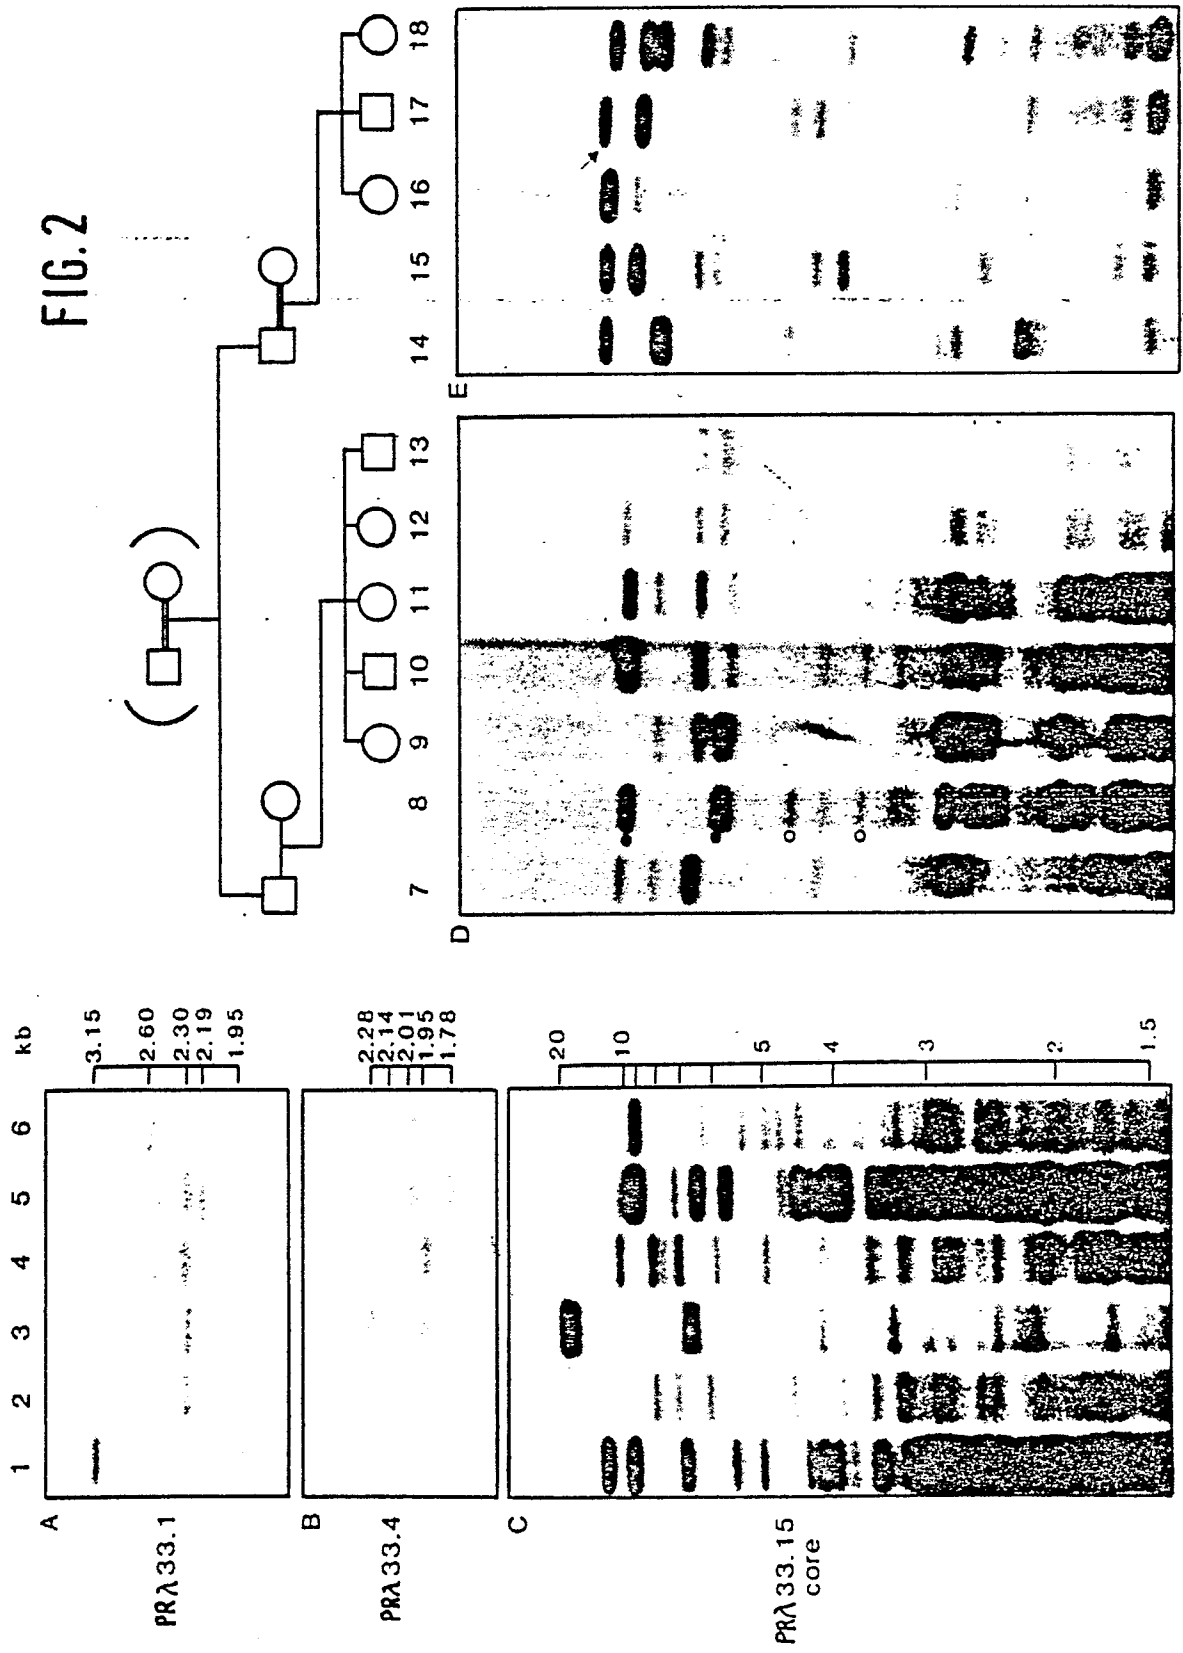 FIG. 2
1 2 3 4 5 6 kb
A
PRλ33.1
3.15
2.60
2.30
2.19
1.95
B
PRλ33.4
2.28
2.14
2.01
1.95
1.78
C
PRλ33.15
core
20
10
5
4
3
2
1.5
7 8 9 10 11 12 13 14 15 16 17 18
D
E